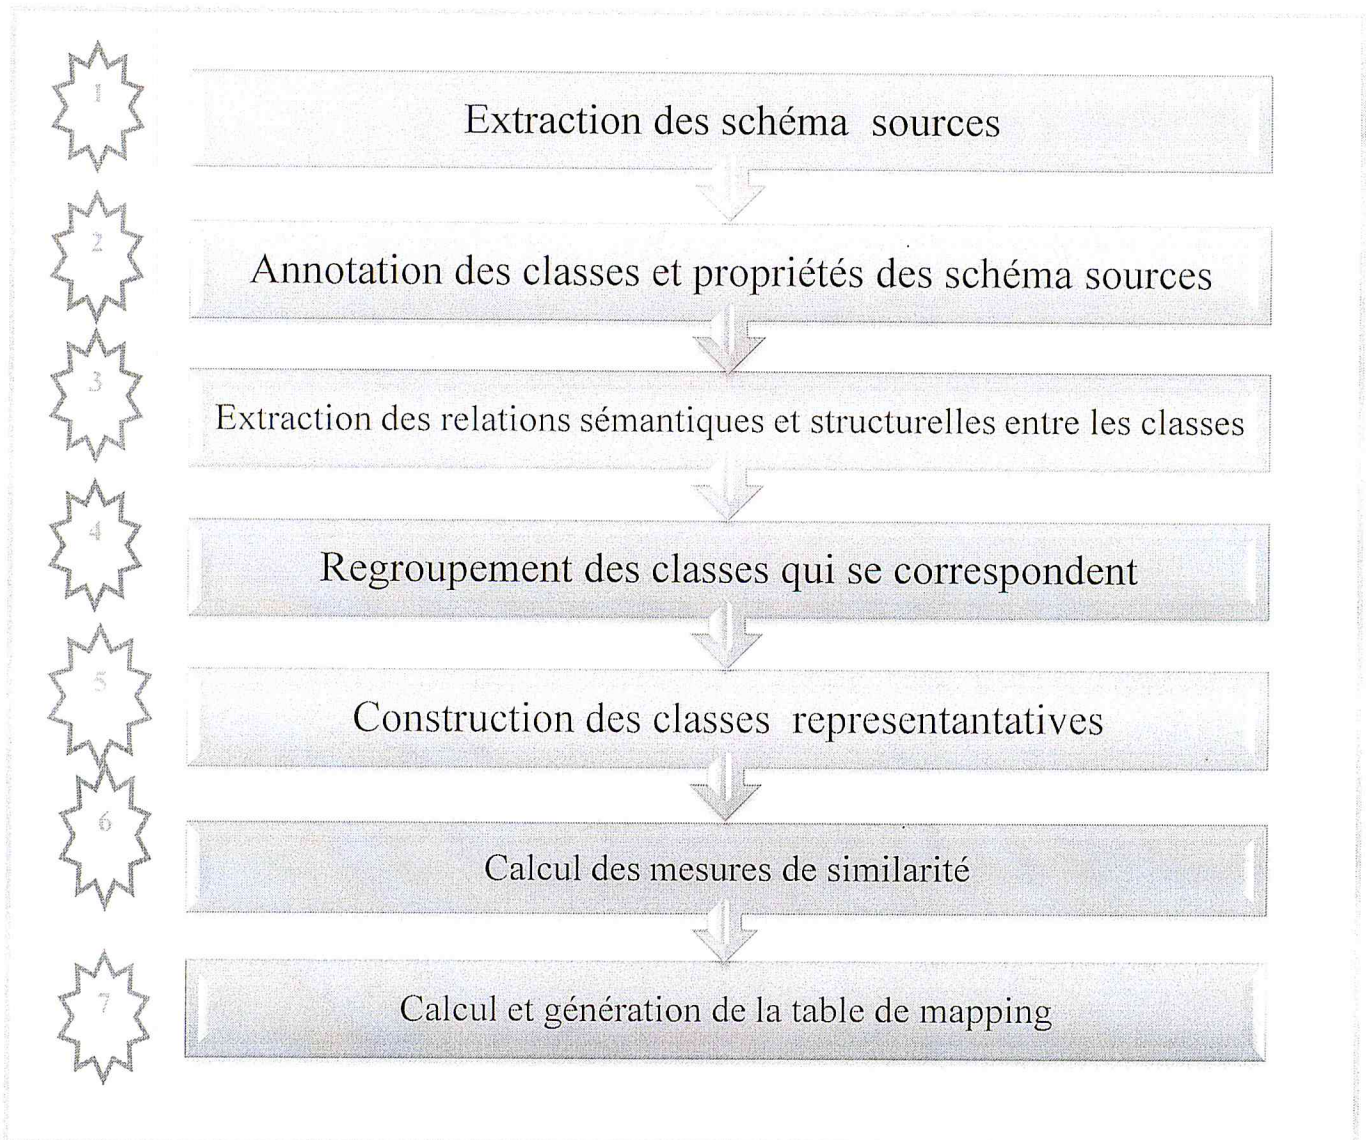 1
Extraction des schéma sources
2
Annotation des classes et propriétés des schéma sources
3
Extraction des relations sémantiques et structurelles entre les classes
4
Regroupement des classes qui se correspondent
5
Construction des classes representantatives
6
Calcul des mesures de similarité
7
Calcul et génération de la table de mapping